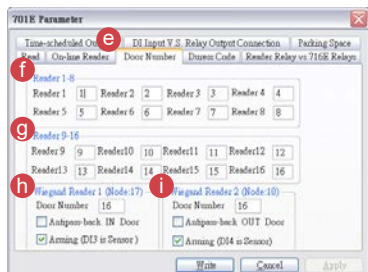 701E Parameter
e
Time-scheduled Ou DI Input V.S. Relay Output Connection Parking Space
Read On-line Reader Door Number Duress Code Reader Relay vs 716E Relays
f
Reader 1-8
Reader 1 1 Reader 2 2 Reader 3 3 Reader 4 4
Reader 5 5 Reader 6 6 Reader 7 7 Reader 8 8
g
Reader 9-16
Reader 9 9 Reader10 10 Reader11 11 Reader12 12
Reader13 13 Reader14 14 Reader15 15 Reader16 16
h i
Wiegand Reader 1 (Node:17) Wiegand Reader 2 (Node:18)
Door Number 16 Door Number 16
Antipass-back IN Door Antipass-back OUT Door
Arming (DI3 is Sensor ) Arming (DI4 is Sensor)
Write Cancel Apply